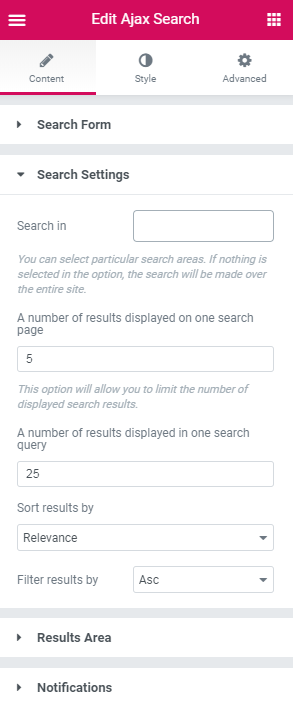 Edit Ajax Search
Content Style Advanced
Search Form
Search Settings
Search in
You can select particular search areas. If nothing is
selected in the option, the search will be made over
the entire site.
A number of results displayed on one search
page
5
This option will allow you to limit the number of
displayed search results.
A number of results displayed in one search
query
25
Sort results by
Relevance
Filter results by Asc
Results Area
Notifications